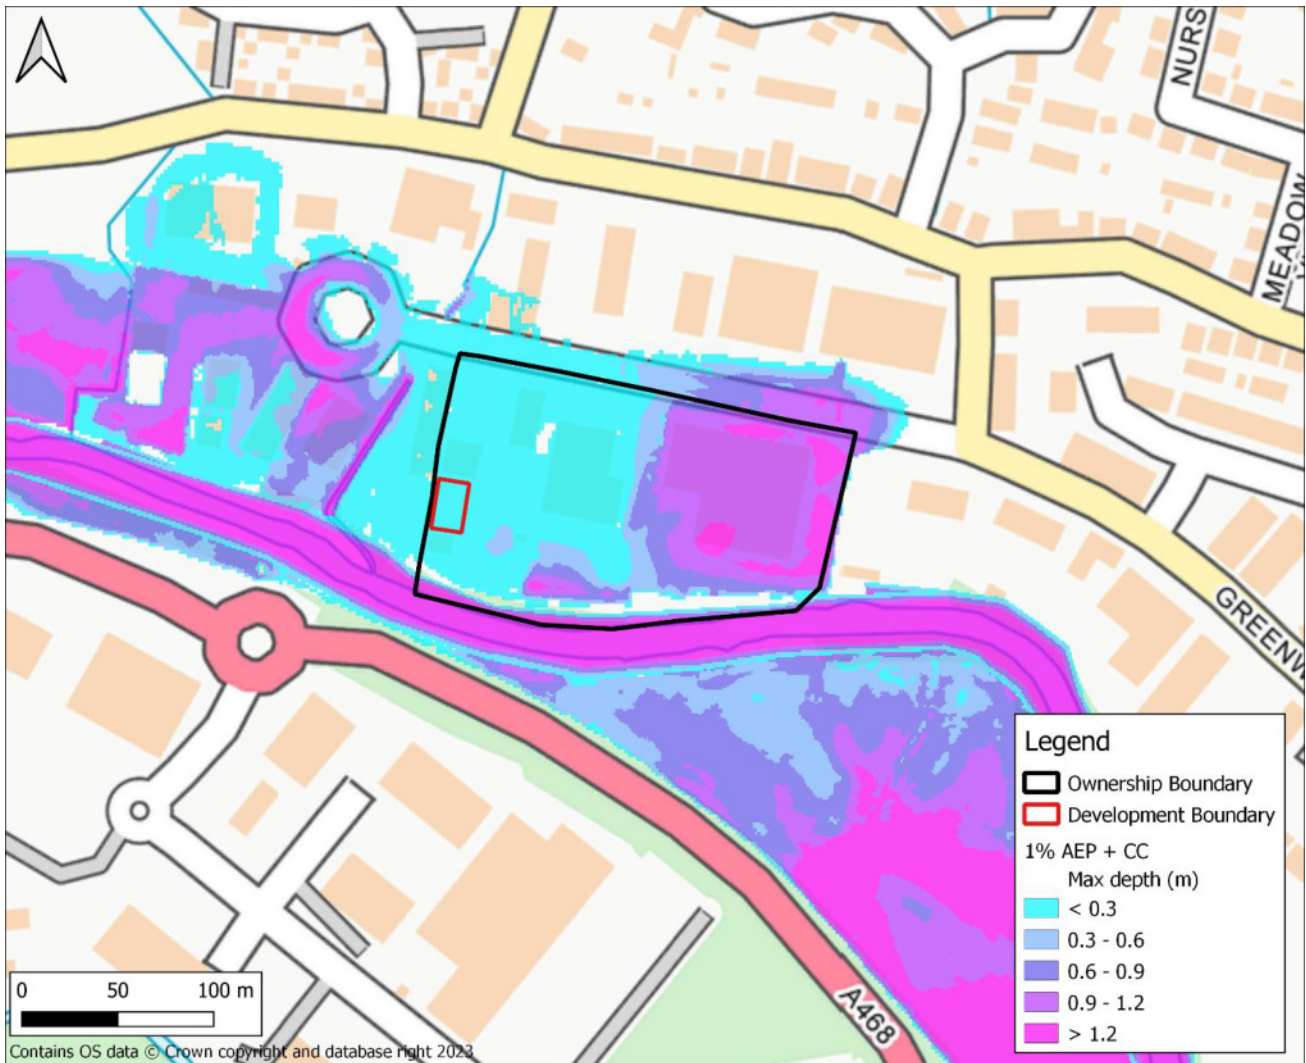 NURS
MEADOW
GREENW
A468
Legend
Ownership Boundary
Development Boundary
1% AEP + CC
Max depth (m)
< 0.3
0.3 - 0.6
0.6 - 0.9
0.9 - 1.2
> 1.2
0 50 100 m
Contains OS data © Crown copyright and database right 2023